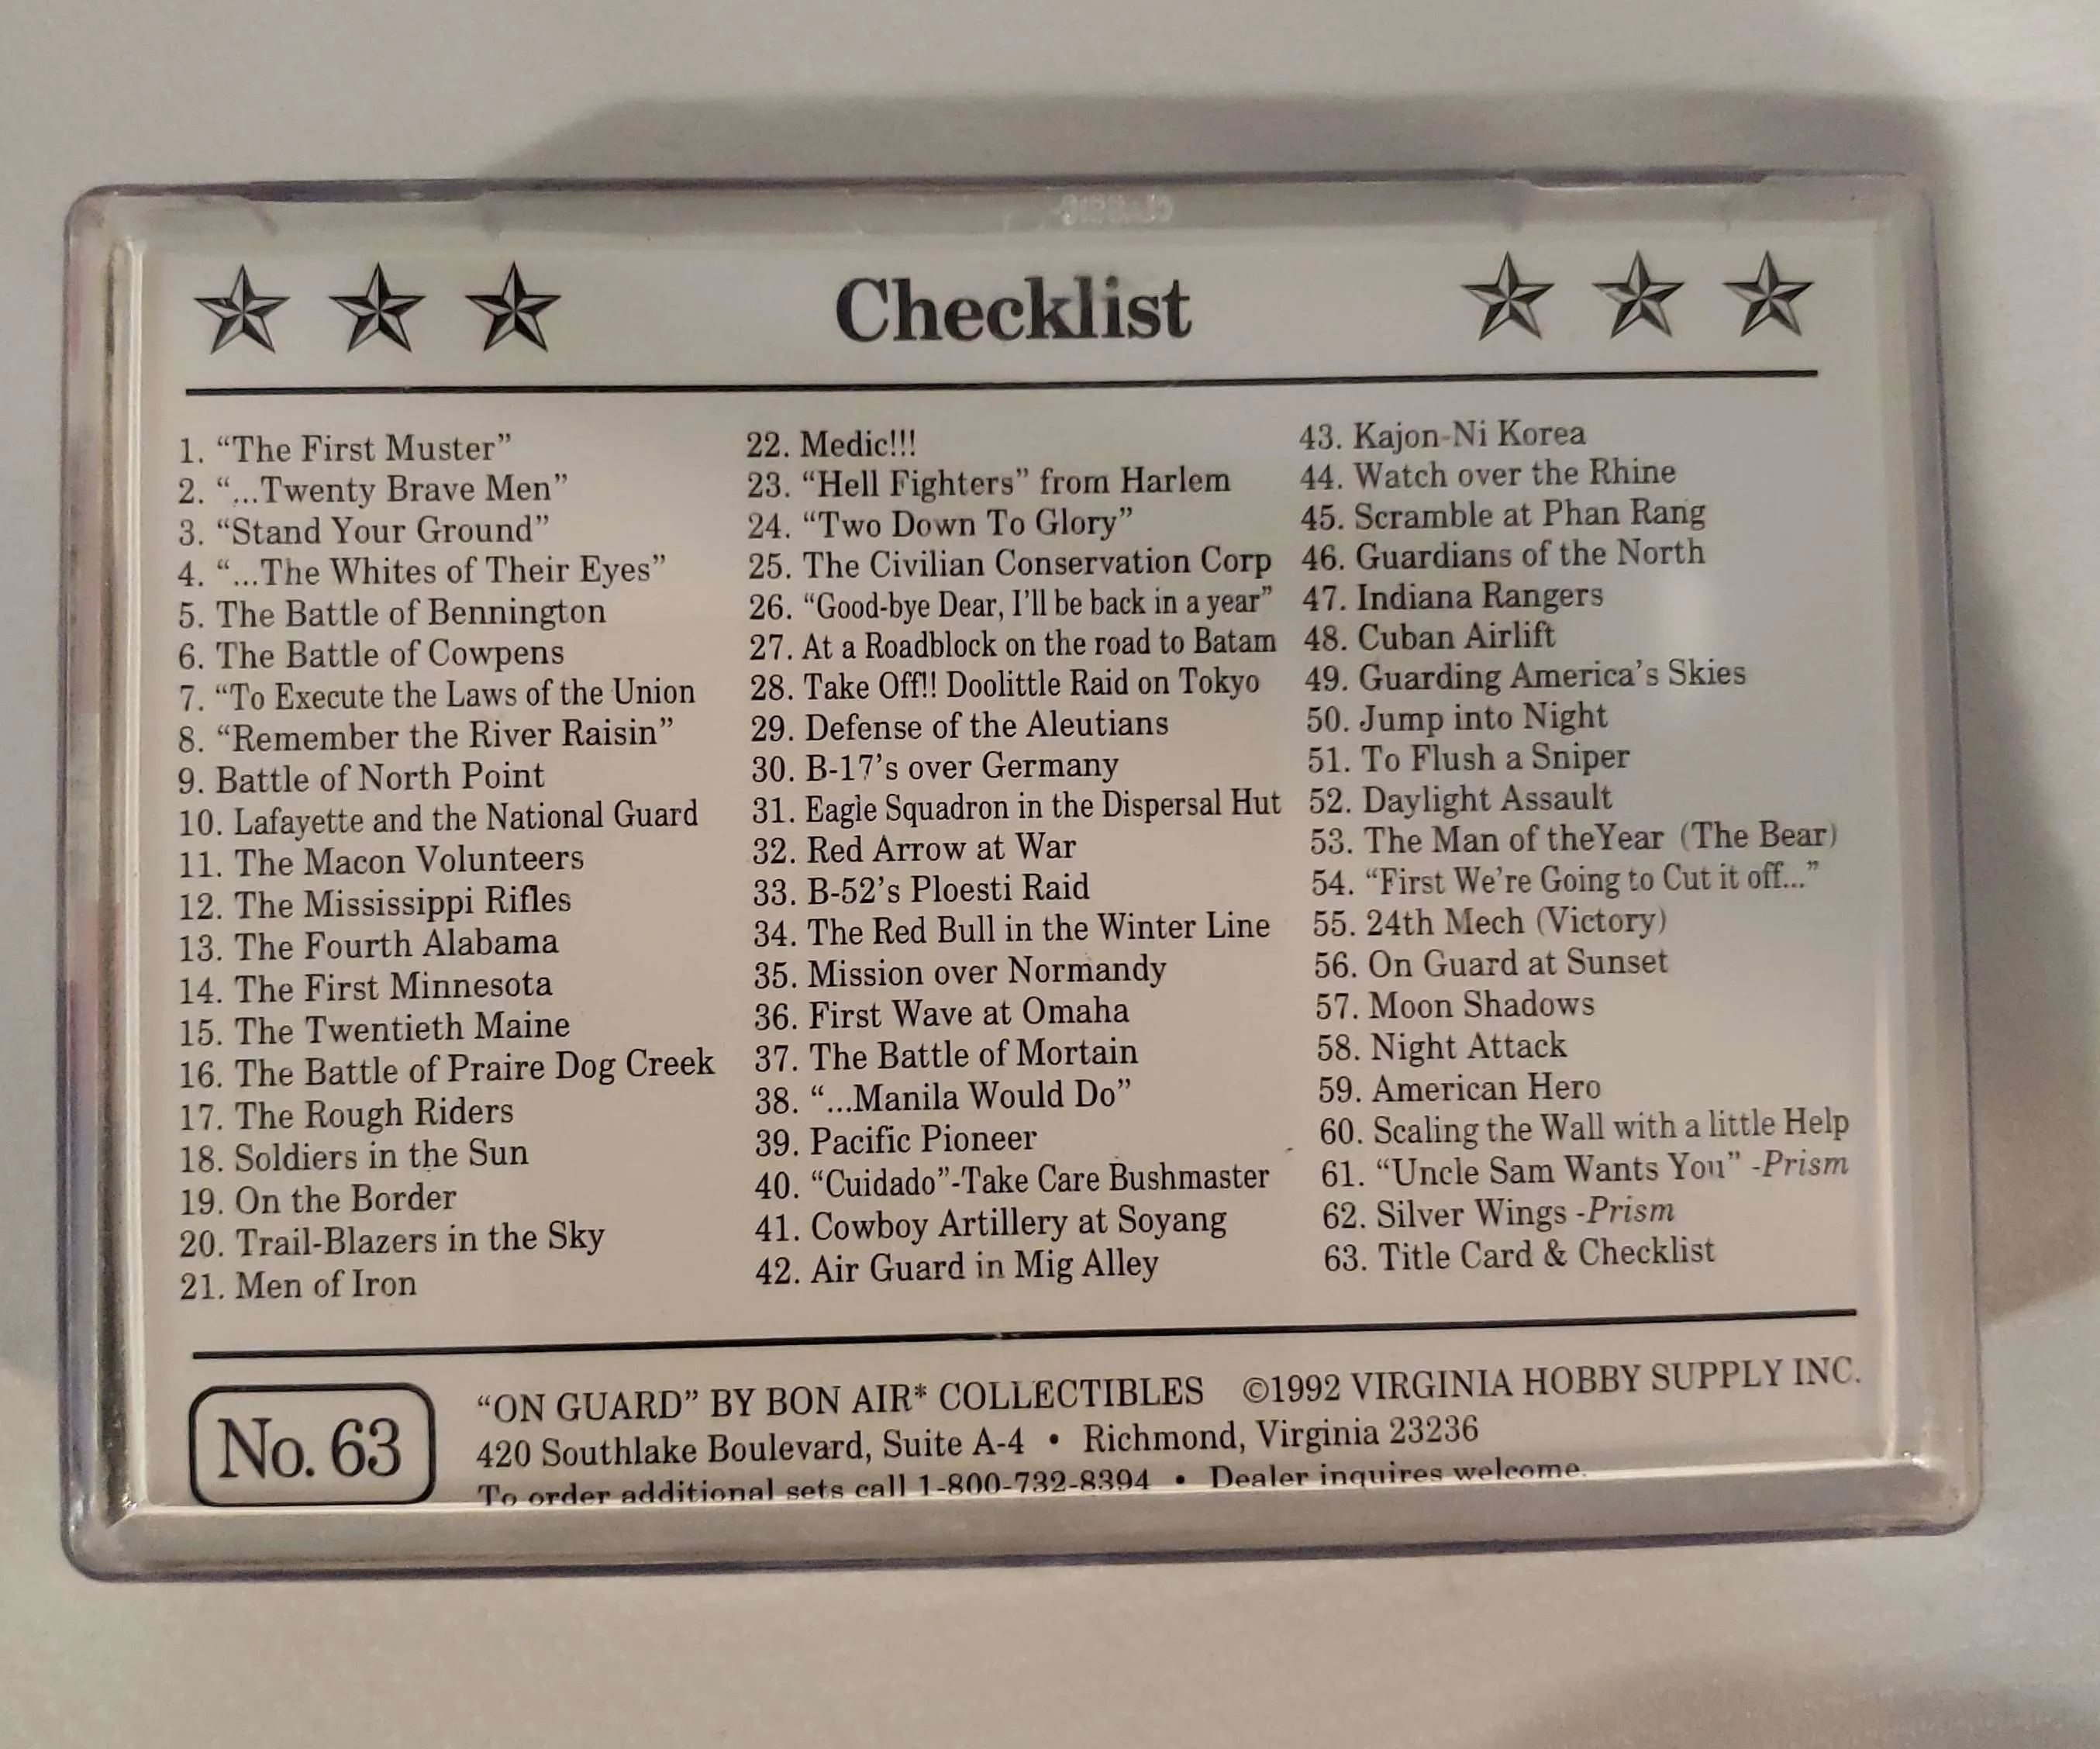 Checklist
1. “The First Muster”
2. “...Twenty Brave Men”
3. “Stand Your Ground”
4. “...The Whites of Their Eyes”
5. The Battle of Bennington
6. The Battle of Cowpens
7. “To Execute the Laws of the Union
8. “Remember the River Raisin”
9. Battle of North Point
10. Lafayette and the National Guard
11. The Macon Volunteers
12. The Mississippi Rifles
13. The Fourth Alabama
14. The First Minnesota
15. The Twentieth Maine
16. The Battle of Praire Dog Creek
17. The Rough Riders
18. Soldiers in the Sun
19. On the Border
20. Trail-Blazers in the Sky
21. Men of Iron
22. Medic!!!
23. “Hell Fighters” from Harlem
24. “Two Down To Glory”
25. The Civilian Conservation Corp
26. “Good-bye Dear, I’ll be back in a year”
27. At a Roadblock on the road to Batam
28. Take Off!! Doolittle Raid on Tokyo
29. Defense of the Aleutians
30. B-17’s over Germany
31. Eagle Squadron in the Dispersal Hut
32. Red Arrow at War
33. B-52’s Ploesti Raid
34. The Red Bull in the Winter Line
35. Mission over Normandy
36. First Wave at Omaha
37. The Battle of Mortain
38. “...Manila Would Do”
39. Pacific Pioneer
40. “Cuidado”-Take Care Bushmaster
41. Cowboy Artillery at Soyang
42. Air Guard in Mig Alley
43. Kajon-Ni Korea
44. Watch over the Rhine
45. Scramble at Phan Rang
46. Guardians of the North
47. Indiana Rangers
48. Cuban Airlift
49. Guarding America’s Skies
50. Jump into Night
51. To Flush a Sniper
52. Daylight Assault
53. The Man of theYear (The Bear)
54. “First We’re Going to Cut it off...”
55. 24th Mech (Victory)
56. On Guard at Sunset
57. Moon Shadows
58. Night Attack
59. American Hero
60. Scaling the Wall with a little Help
61. “Uncle Sam Wants You” -Prism
62. Silver Wings -Prism
63. Title Card & Checklist
No. 63
“ON GUARD” BY BON AIR* COLLECTIBLES ©1992 VIRGINIA HOBBY SUPPLY INC.
420 Southlake Boulevard, Suite A-4 • Richmond, Virginia 23236
To order additional sets call 1-800-732-8394 • Dealer inquires welcome.